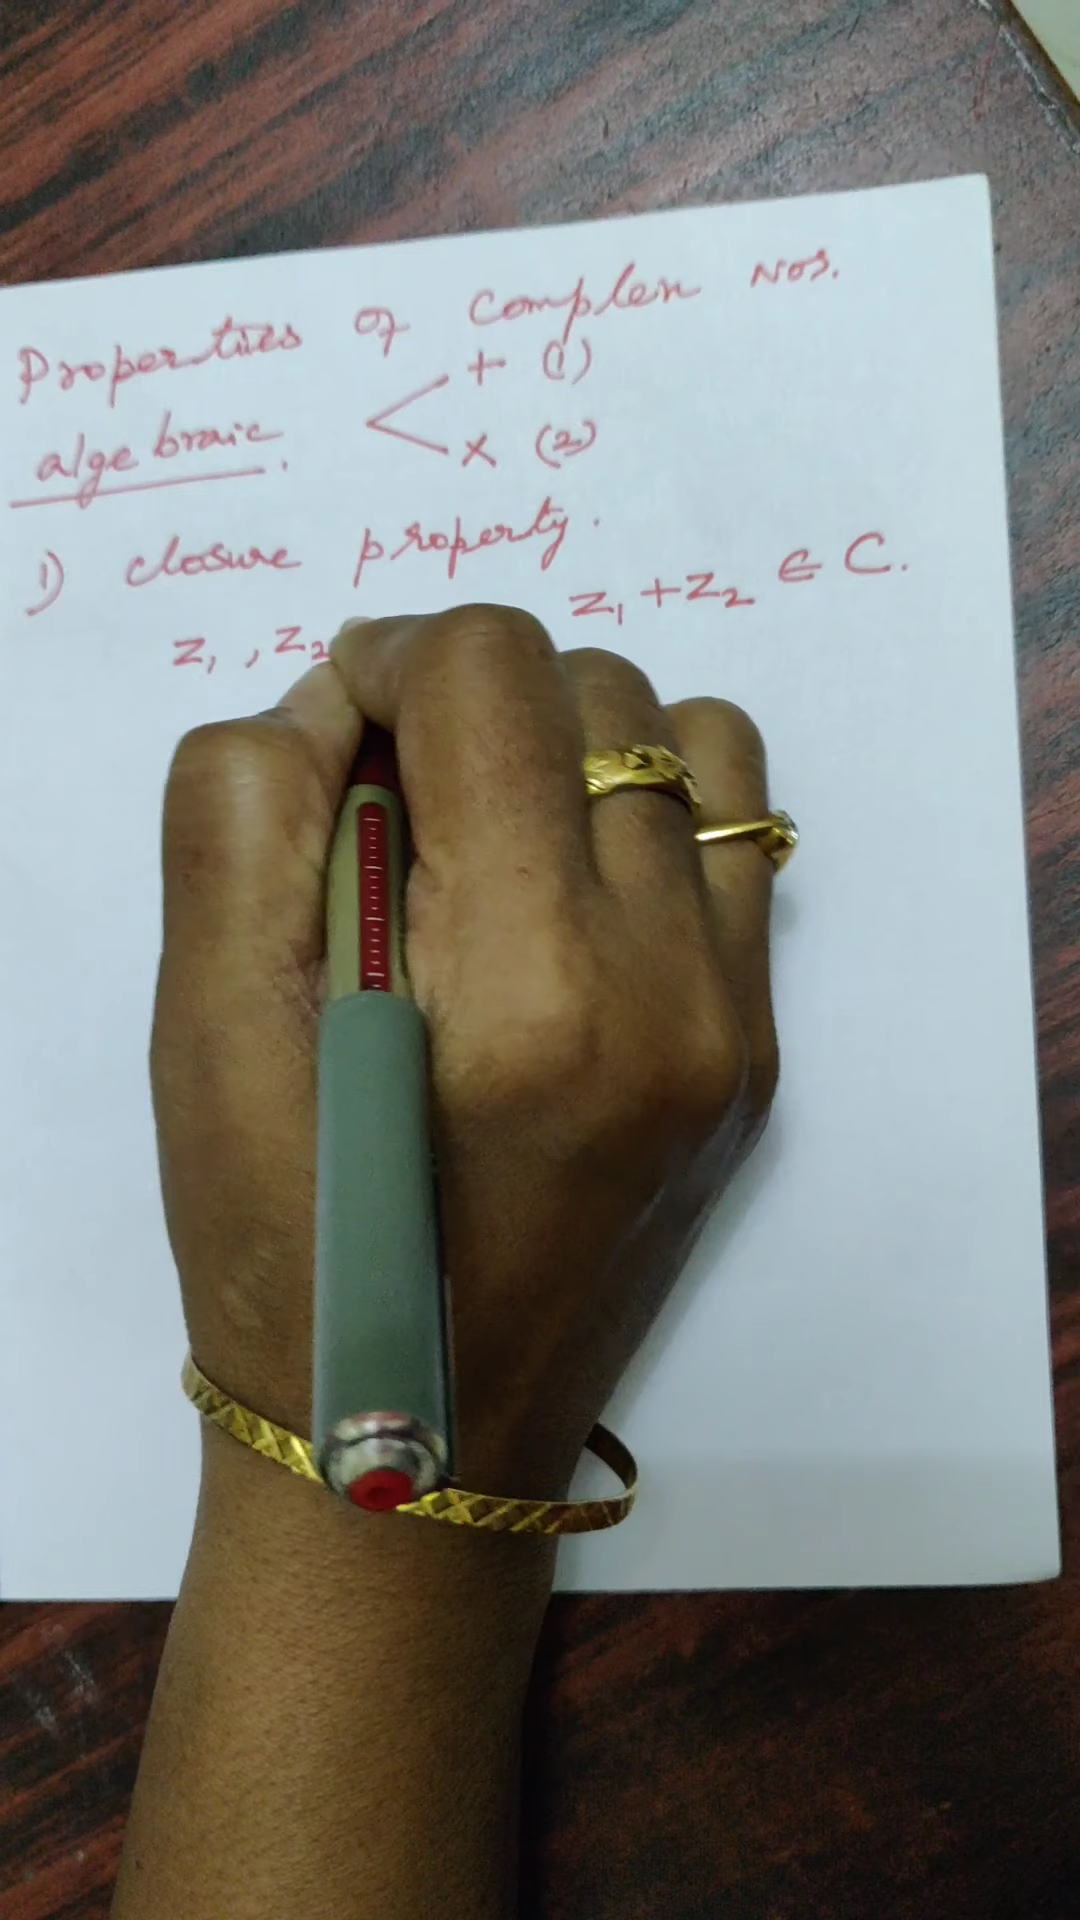 Properties of Complex Nos.
algebraic. < + (1)
x (2)
1) closure property.
z₁, z₂ z₁ + z₂ ∈ C.